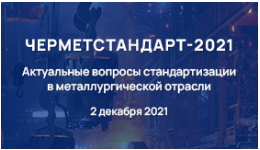 ЧЕРМЕТСТАНДАРТ-2021
Актуальные вопросы стандартизации
в металлургической отрасли
2 декабря 2021